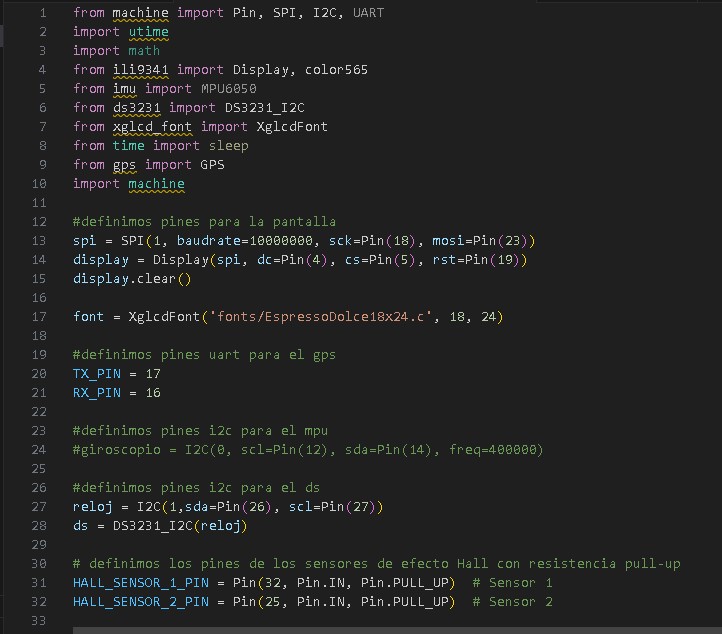 1 from machine import Pin, SPI, I2C, UART
2 import utime
3 import math
4 from ili9341 import Display, color565
5 from imu import MPU6050
6 from ds3231 import DS3231_I2C
7 from xglcd_font import XglcdFont
8 from time import sleep
9 from gps import GPS
10 import machine
11
12 #definimos pines para la pantalla
13 spi = SPI(1, baudrate=10000000, sck=Pin(18), mosi=Pin(23))
14 display = Display(spi, dc=Pin(4), cs=Pin(5), rst=Pin(19))
15 display.clear()
16
17 font = XglcdFont('fonts/EspressoDolce18x24.c', 18, 24)
18
19 #definimos pines uart para el gps
20 TX_PIN = 17
21 RX_PIN = 16
22
23 #definimos pines i2c para el mpu
24 #giroscopio = I2C(0, scl=Pin(12), sda=Pin(14), freq=400000)
25
26 #definimos pines i2c para el ds
27 reloj = I2C(1,sda=Pin(26), scl=Pin(27))
28 ds = DS3231_I2C(reloj)
29
30 # definimos los pines de los sensores de efecto Hall con resistencia pull-up
31 HALL_SENSOR_1_PIN = Pin(32, Pin.IN, Pin.PULL_UP)  # Sensor 1
32 HALL_SENSOR_2_PIN = Pin(25, Pin.IN, Pin.PULL_UP)  # Sensor 2
33